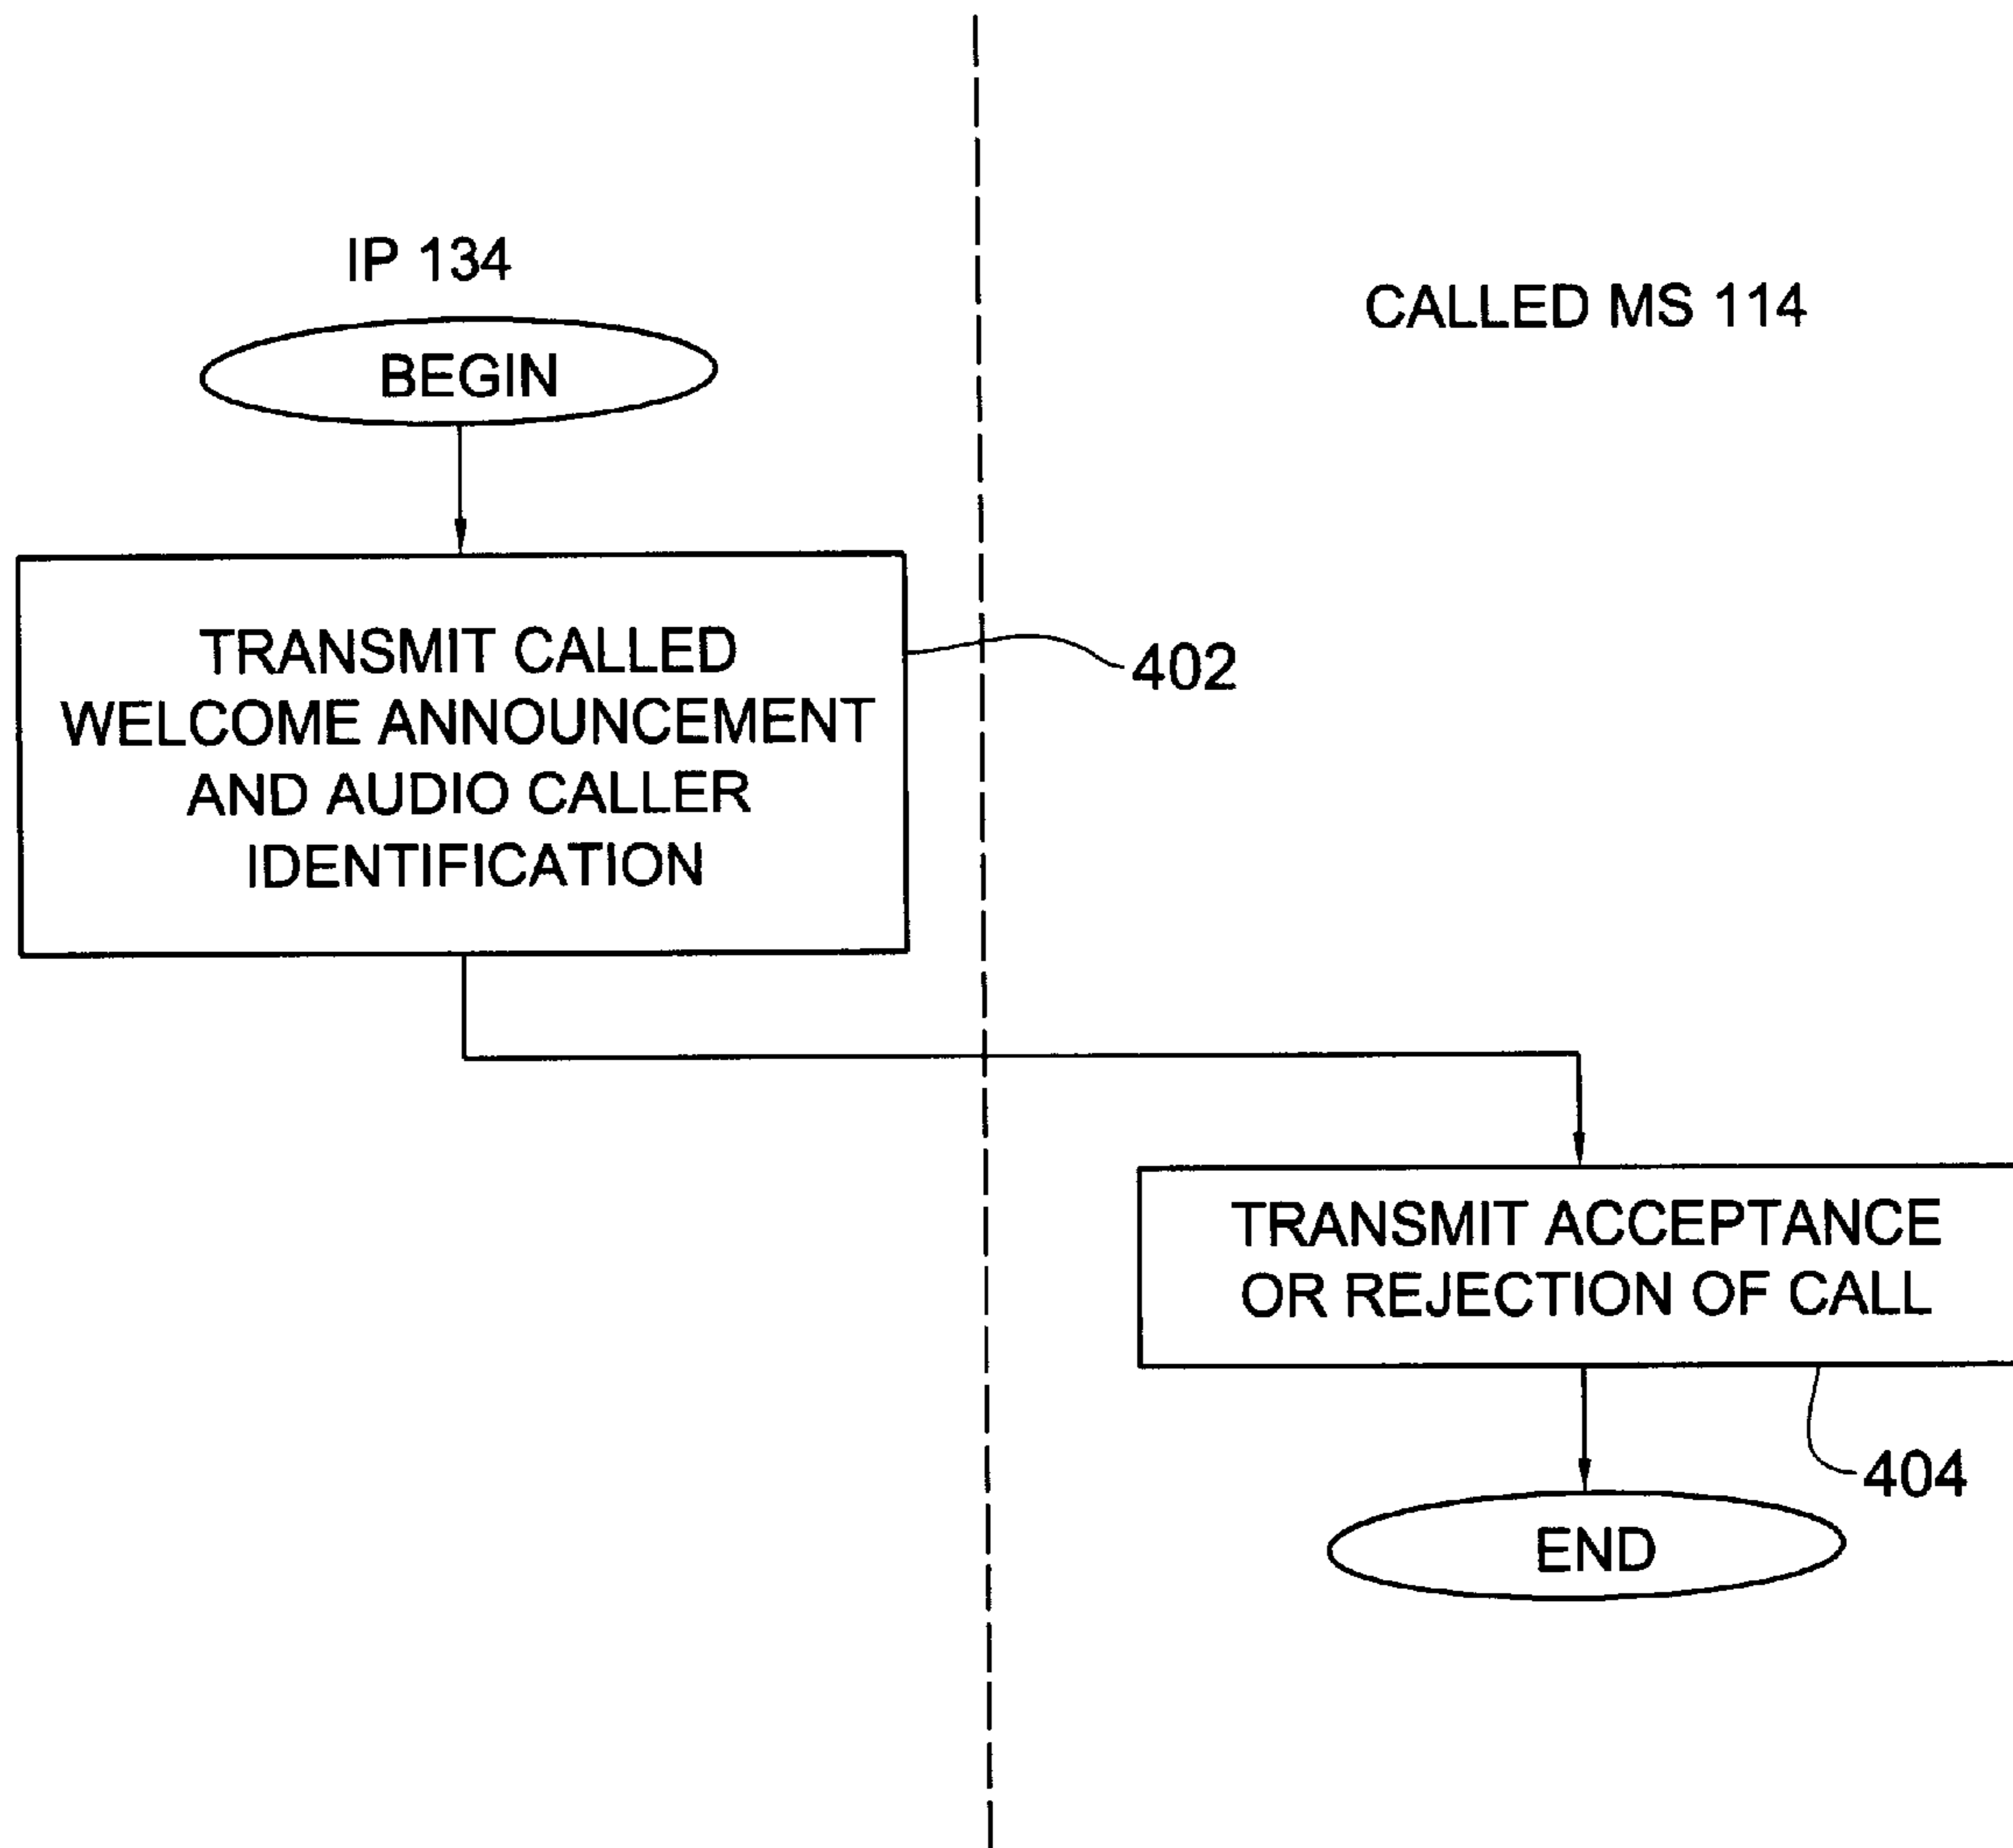 IP 134
CALLED MS 114
BEGIN
TRANSMIT CALLED
WELCOME ANNOUNCEMENT
AND AUDIO CALLER
IDENTIFICATION
402
TRANSMIT ACCEPTANCE
OR REJECTION OF CALL
404
END